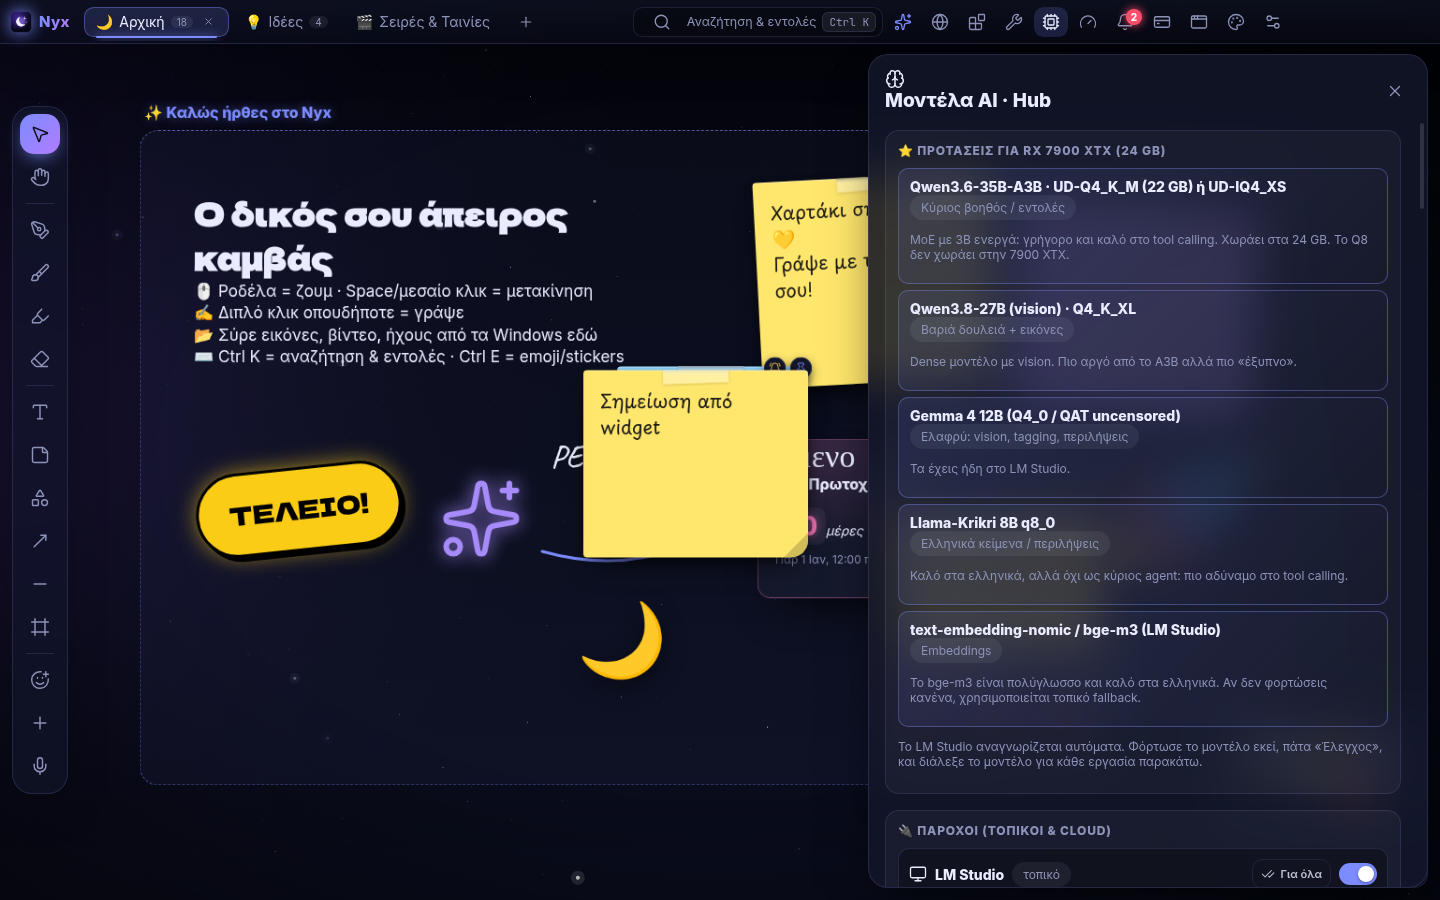 Nyx
Αρχική 18
Ιδέες 4
Σειρές & Ταινίες
Αναζήτηση & εντολές Ctrl K
2
✨ Καλώς ήρθες στο Nyx
Ο δικός σου άπειρος
καμβάς
🖱️ Ροδέλα = ζουμ · Space/μεσαίο κλικ = μετακίνηση
✍️ Διπλό κλικ οπουδήποτε = γράψε
📂 Σύρε εικόνες, βίντεο, ήχους από τα Windows εδώ
⌨️ Ctrl K = αναζήτηση & εντολές · Ctrl E = emoji/stickers
Χαρτάκι
💛
Γράψε με
σου!
Σημείωση από
widget
ΤΕΛΕΙΟ!
μέρες
Μοντέλα AI · Hub
⭐ ΠΡΟΤΑΣΕΙΣ ΓΙΑ RX 7900 XTX (24 GB)
Qwen3.6-35B-A3B · UD-Q4_K_M (22 GB) ή UD-IQ4_XS
Κύριος βοηθός / εντολές
MoE με 3B ενεργά: γρήγορο και καλό στο tool calling. Χωράει στα 24 GB. Το Q8
δεν χωράει στην 7900 XTX.
Qwen3.8-27B (vision) · Q4_K_XL
Βαριά δουλειά + εικόνες
Dense μοντέλο με vision. Πιο αργό από το A3B αλλά πιο «έξυπνο».
Gemma 4 12B (Q4_0 / QAT uncensored)
Ελαφρύ: vision, tagging, περιλήψεις
Τα έχεις ήδη στο LM Studio.
Llama-Krikri 8B q8_0
Ελληνικά κείμενα / περιλήψεις
Καλό στα ελληνικά, αλλά όχι ως κύριος agent: πιο αδύναμο στο tool calling.
text-embedding-nomic / bge-m3 (LM Studio)
Embeddings
Το bge-m3 είναι πολύγλωσσο και καλό στα ελληνικά. Αν δεν φορτώσεις
κανένα, χρησιμοποιείται τοπικό fallback.
Το LM Studio αναγνωρίζεται αυτόματα. Φόρτωσε το μοντέλο εκεί, πάτα «Έλεγχος»,
και διάλεξε το μοντέλο για κάθε εργασία παρακάτω.
🔌 ΠΑΡΟΧΟΙ (ΤΟΠΙΚΟΙ & CLOUD)
LM Studio τοπικό Για όλα